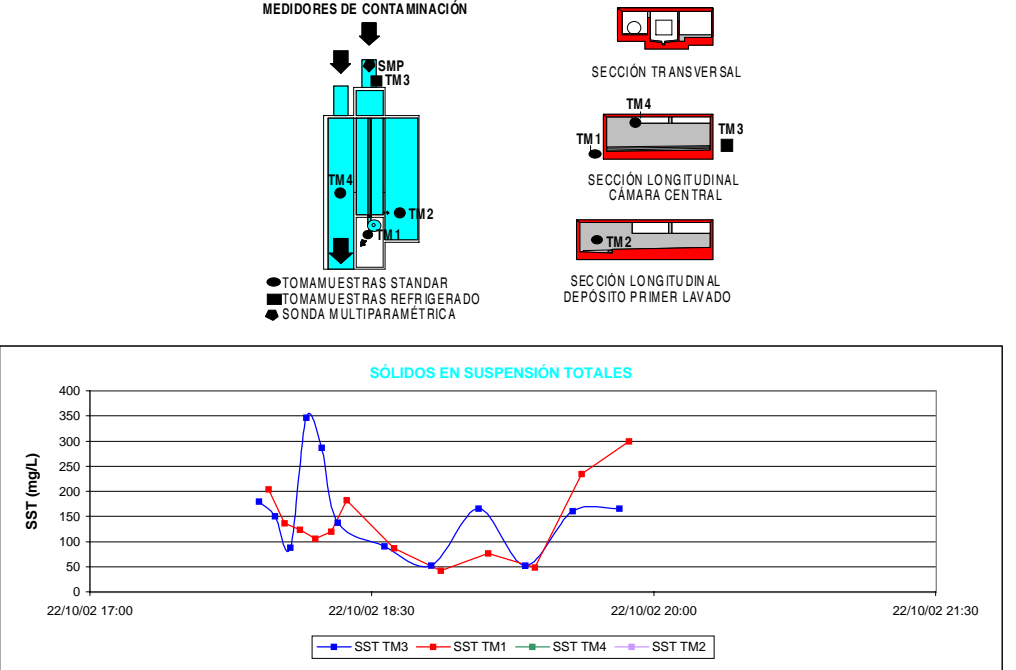 MEDIDORES DE CONTAMINACIÓN
SMP
TM3
TM4
TM2
TM1
TOMAMUESTRAS STANDAR
TOMAMUESTRAS REFRIGERADO
SONDA MULTIPARAMÉTRICA
SECCIÓN TRANSVERSAL
TM4
TM1
TM3
SECCIÓN LONGITUDINAL
CÁMARA CENTRAL
TM2
SECCIÓN LONGITUDINAL
DEPÓSITO PRIMER LAVADO
SÓLIDOS EN SUSPENSIÓN TOTALES
SST (mg/L)
400
350
300
250
200
150
100
50
0
22/10/02 17:00
22/10/02 18:30
22/10/02 20:00
22/10/02 21:30
SST TM3
SST TM1
SST TM4
SST TM2